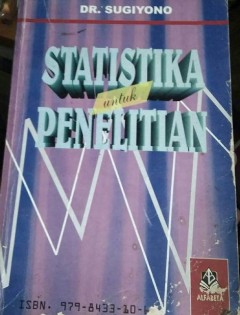 DR. SUGIYONO
STATISTIKA
untuk
PENELITIAN
ALFABETA
ISBN. 979-8433-10-